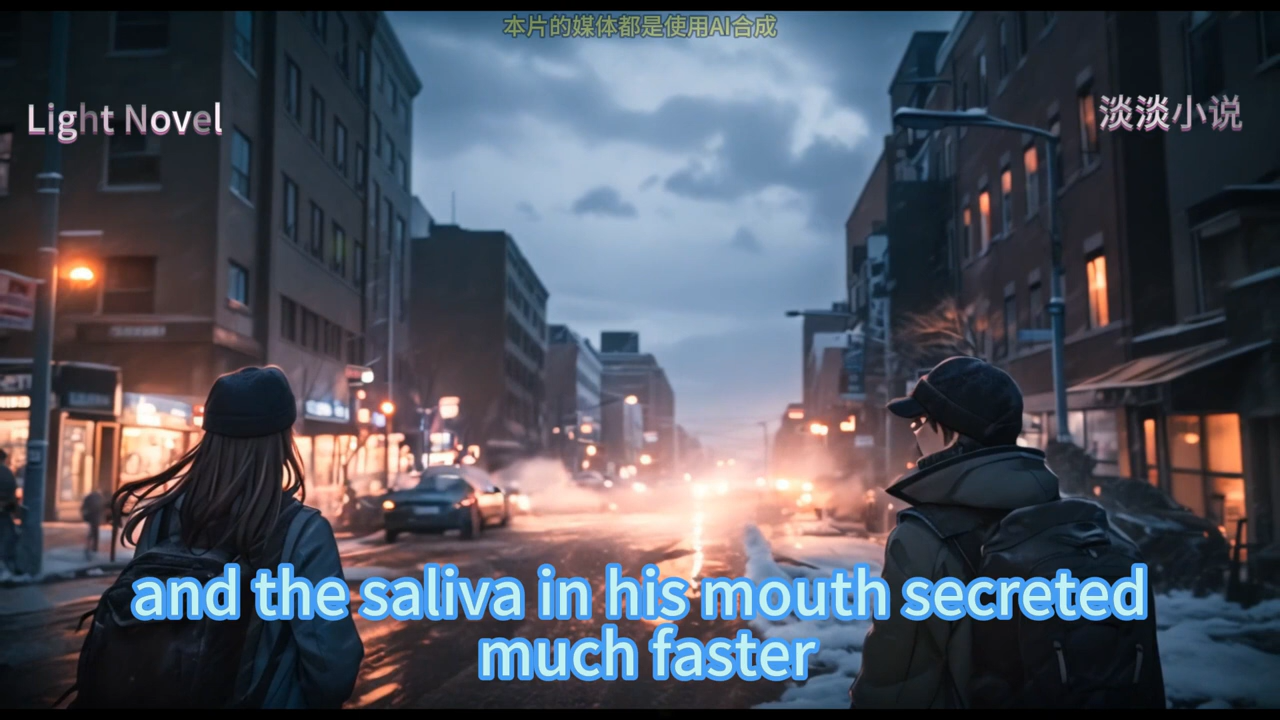 本片的媒体都是使用AI合成
Light Novel
淡淡小说
and the saliva in his mouth secreted
much faster